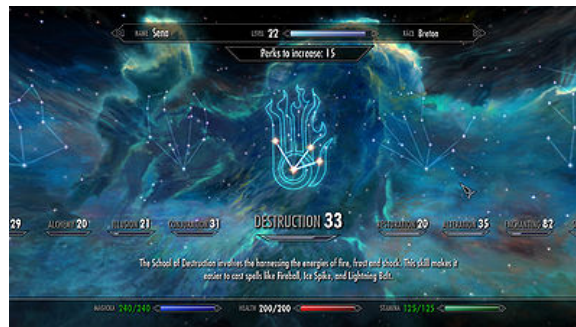 NAME Sena LEVEL 22 RACE Breton
Perks to increase: 15
29 ALCHEMY 20 ILLUSION 21 CONJURATION 31 DESTRUCTION 33 RESTORATION 20 ALTERATION 35 ENCHANTING 82
The School of Destruction involves the harnessing the energies of fire, frost and shock. This skill makes it
easier to cast spells like Fireball, Ice Spike, and Lightning Bolt.
MAGICKA 240/240 HEALTH 200/200 STAMINA 125/125